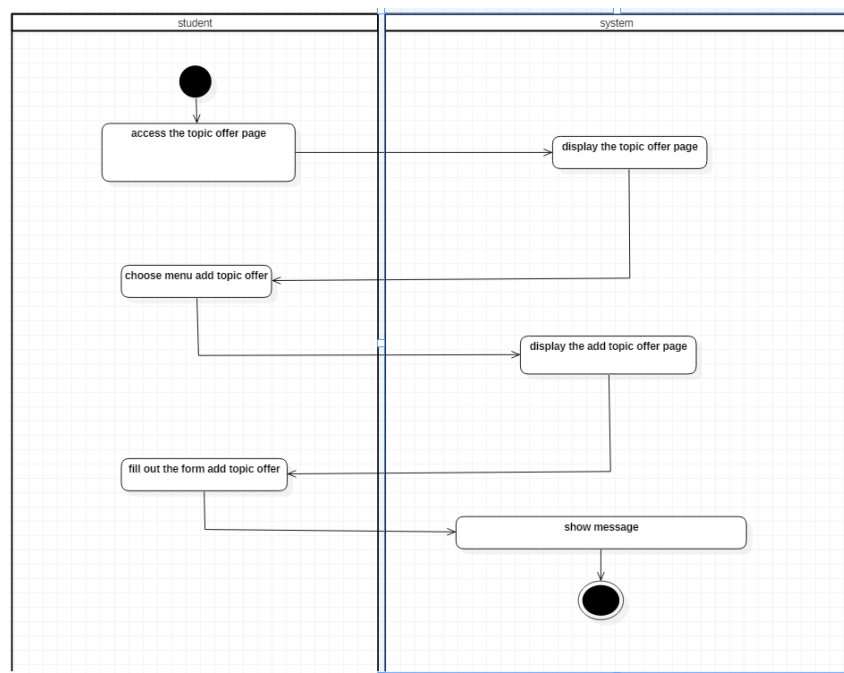 student
system
access the topic offer page
display the topic offer page
choose menu add topic offer
display the add topic offer page
fill out the form add topic offer
show message